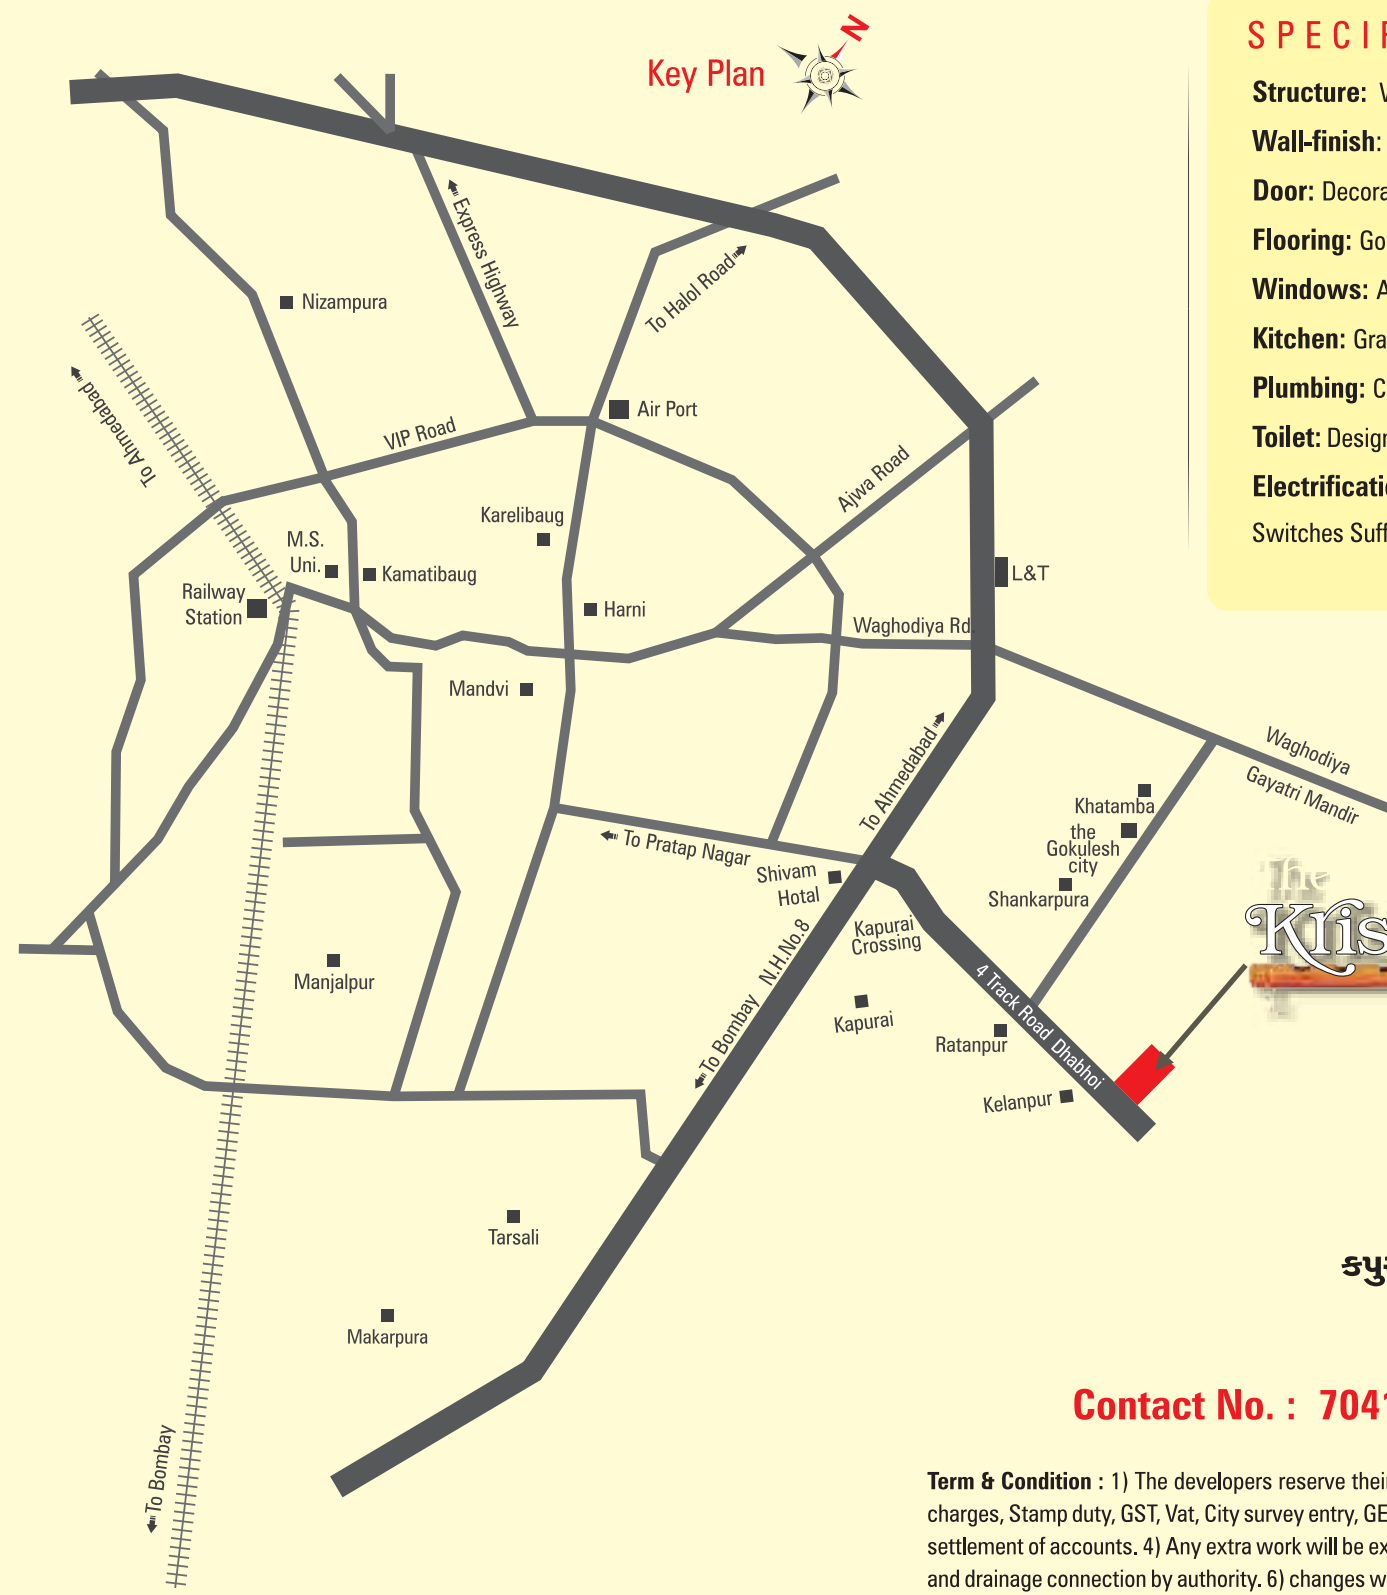 Key Plan
N
Express Highway
To Halol Road
Nizampura
To Ahmedabad
Air Port
VIP Road
Ajwa Road
Karelibaug
M.S.
Uni.
Kamatibaug
L&T
Railway
Station
Harni
Waghodiya Rd.
Mandvi
To Ahmedabad
Waghodiya
Gayatri Mandir
Khatamba
the
Gokulesh
city
Shankarpura
To Pratap Nagar
Shivam
Hotal
Kapurai
Crossing
N.H.No.8
To Bombay
Manjalpur
4 Track Road Dhabhoi
Kapurai
Ratanpur
Kelanpur
Tarsali
Makarpura
To Bombay
SPECI
Structure:
Wall-finish:
Door: Decora
Flooring: Go
Windows: A
Kitchen: Gra
Plumbing: C
Toilet: Design
Electrificati
Switches Suff
The
Kris
Contact No. : 704
Term & Condition : 1) The developers reserve their
charges, Stamp duty, GST, Vat, City survey entry, GE
settlement of accounts. 4) Any extra work will be ex
and drainage connection by authority. 6) changes w